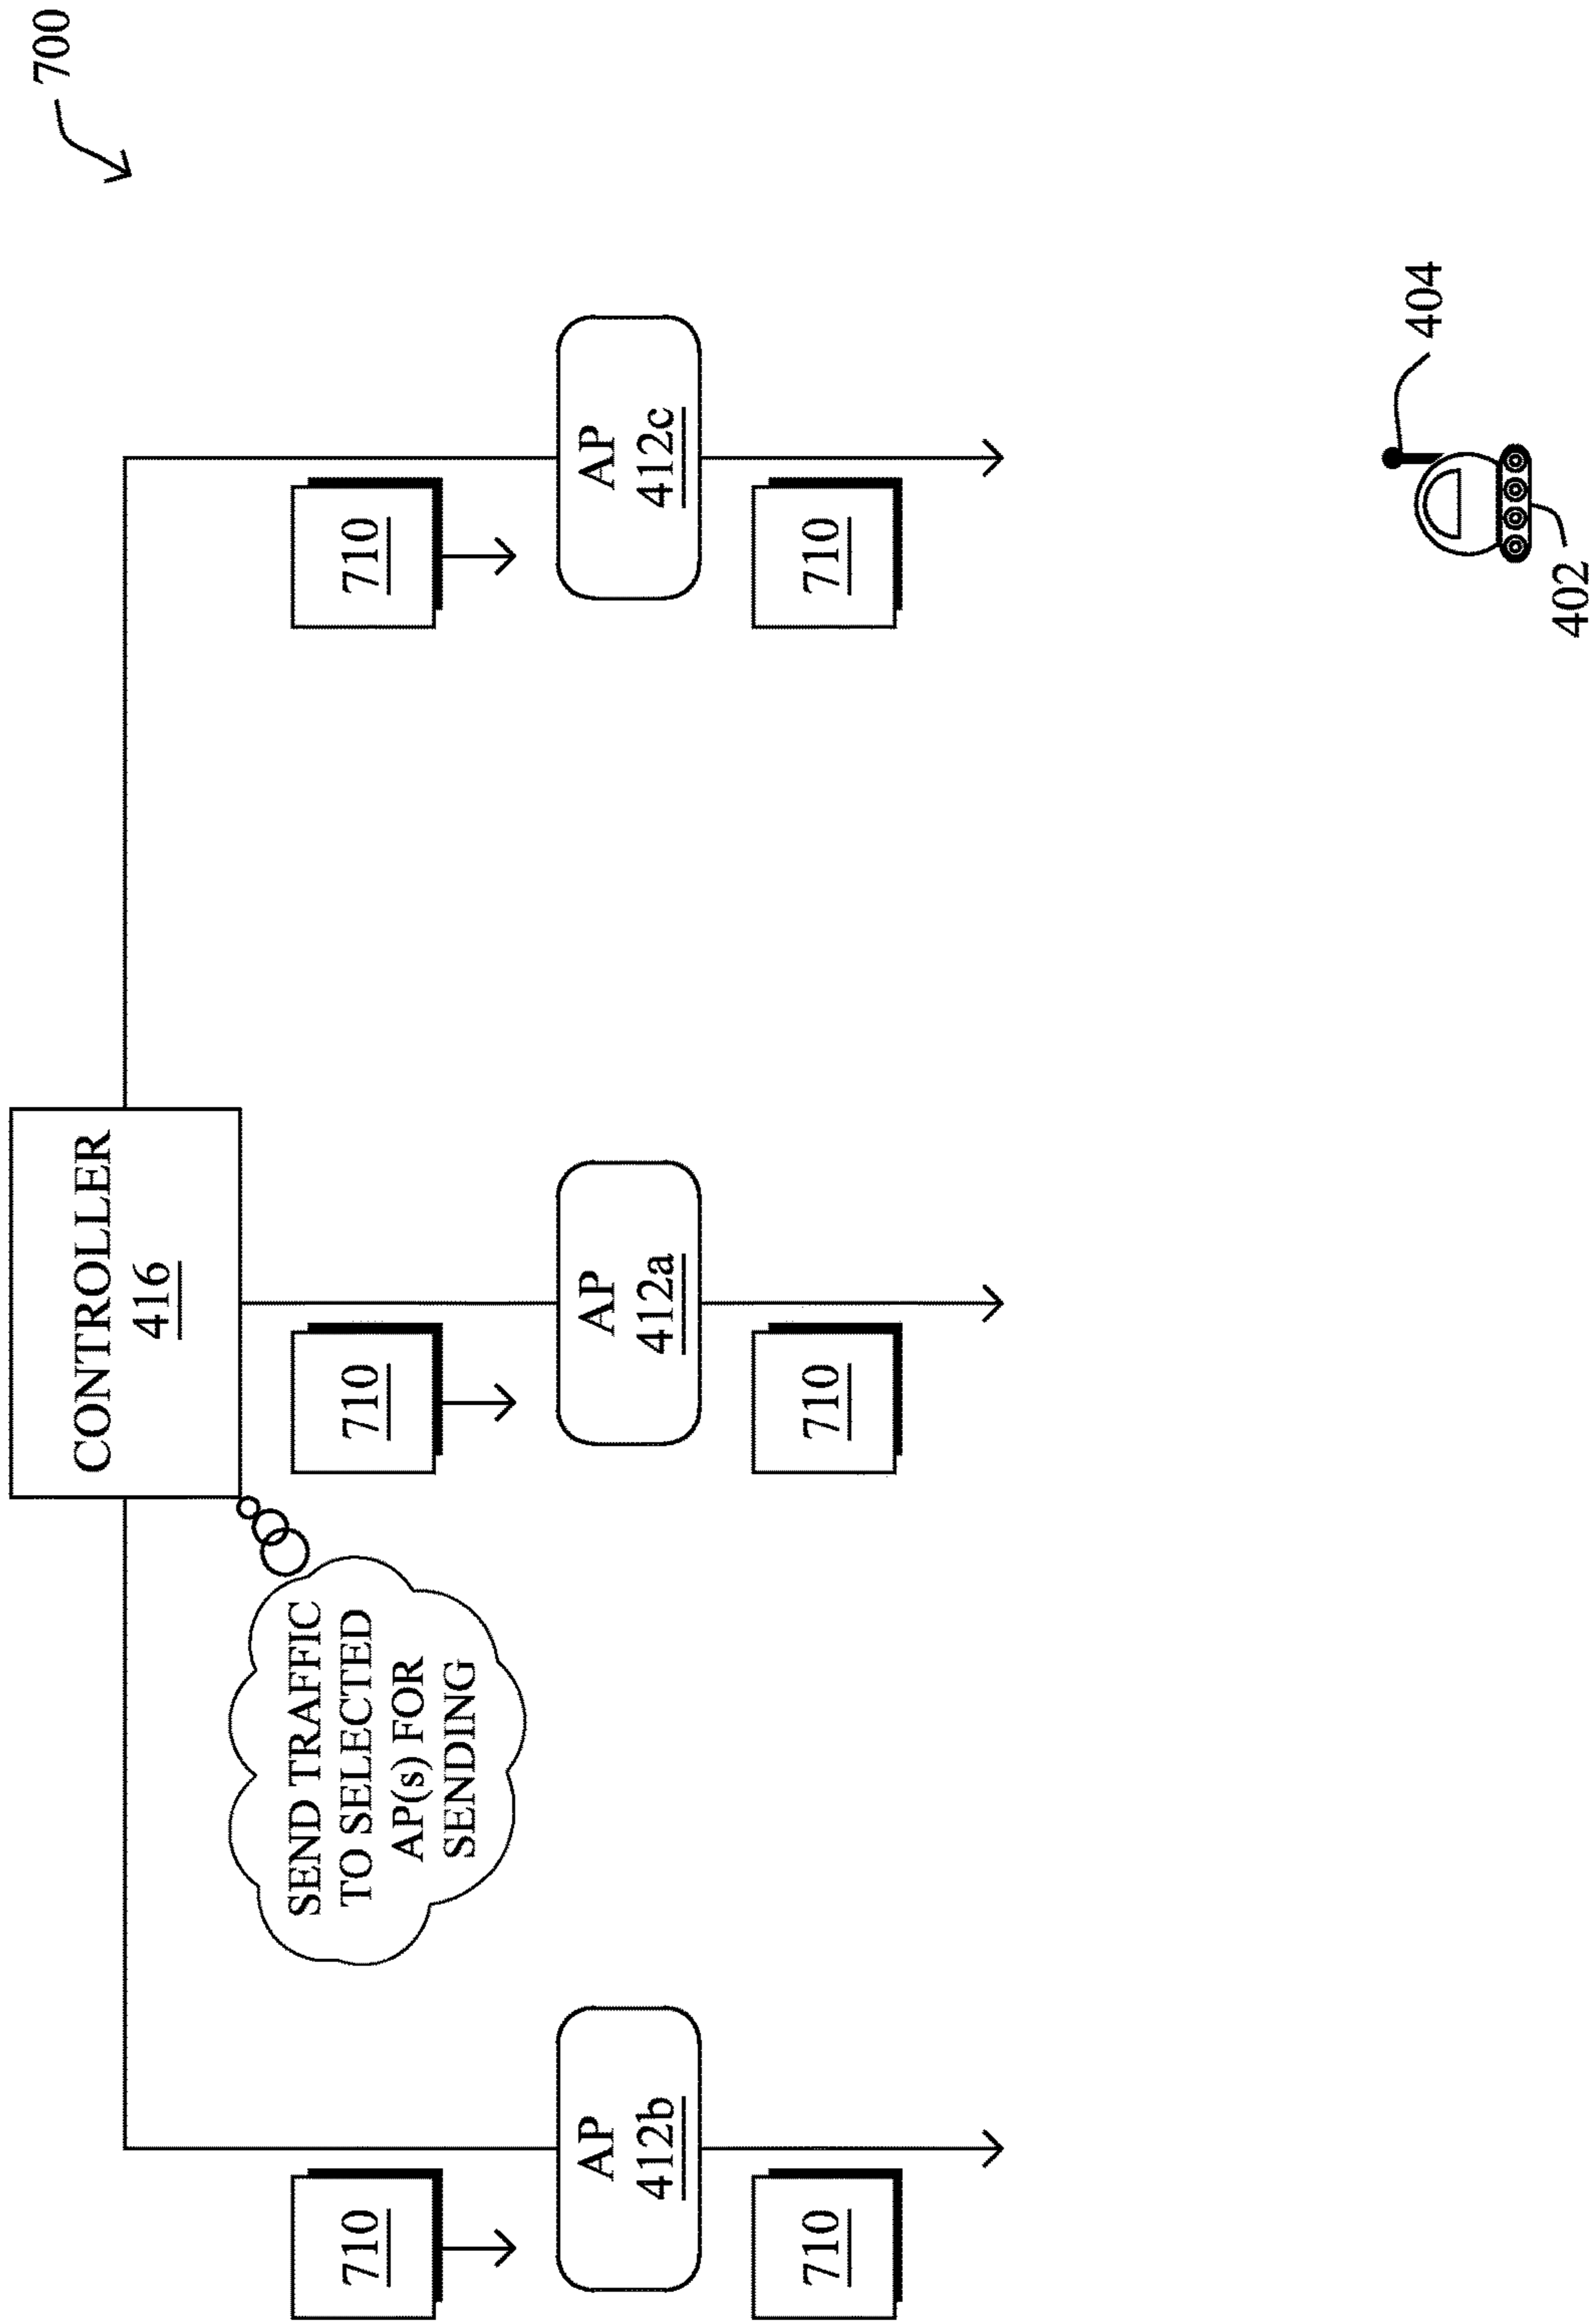 700
CONTROLLER
416
SEND TRAFFIC
TO SELECTED
AP(s) FOR
SENDING
710
710
710
AP
412b
AP
412a
AP
412c
710
710
710
404
402